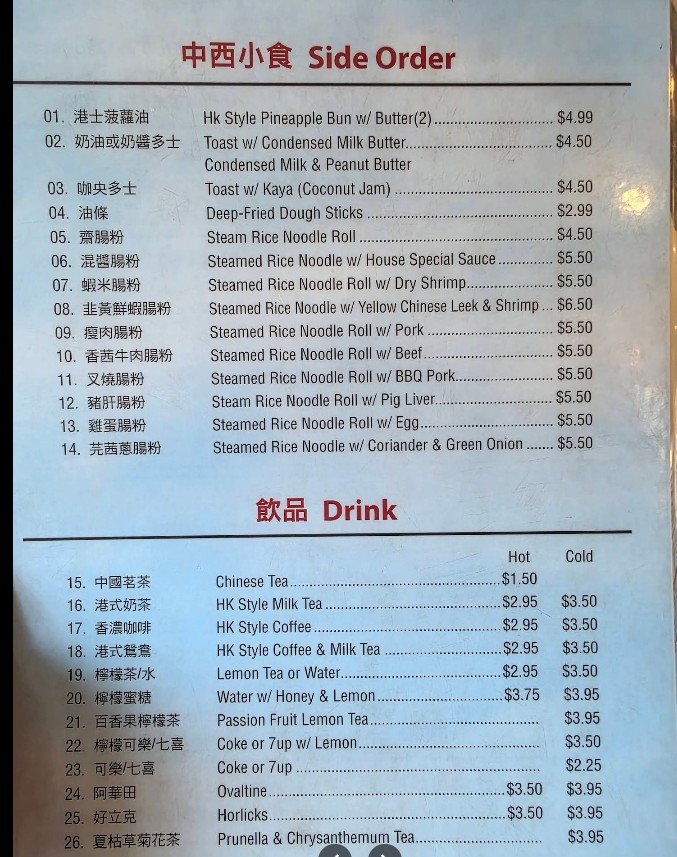 中西小食 Side Order
01. 港士菠蘿油 Hk Style Pineapple Bun w/ Butter(2) $4.99
02. 奶油或奶醬多士 Toast w/ Condensed Milk Butter $4.50
Condensed Milk & Peanut Butter
03. 咖央多士 Toast w/ Kaya (Coconut Jam) $4.50
04. 油條 Deep-Fried Dough Sticks $2.99
05. 齋腸粉 Steam Rice Noodle Roll $4.50
06. 混醬腸粉 Steamed Rice Noodle w/ House Special Sauce $5.50
07. 蝦米腸粉 Steamed Rice Noodle Roll w/ Dry Shrimp $5.50
08. 韭黃鮮蝦腸粉 Steamed Rice Noodle w/ Yellow Chinese Leek & Shrimp $6.50
09. 瘦肉腸粉 Steamed Rice Noodle Roll w/ Pork $5.50
10. 香茜牛肉腸粉 Steamed Rice Noodle Roll w/ Beef $5.50
11. 叉燒腸粉 Steamed Rice Noodle Roll w/ BBQ Pork $5.50
12. 豬肝腸粉 Steam Rice Noodle Roll w/ Pig Liver $5.50
13. 雞蛋腸粉 Steamed Rice Noodle Roll w/ Egg $5.50
14. 芫茜蔥腸粉 Steamed Rice Noodle w/ Coriander & Green Onion $5.50
飲品 Drink
Hot Cold
15. 中國茗茶 Chinese Tea $1.50
16. 港式奶茶 HK Style Milk Tea $2.95 $3.50
17. 香濃咖啡 HK Style Coffee $2.95 $3.50
18. 港式鴛鴦 HK Style Coffee & Milk Tea $2.95 $3.50
19. 檸檬茶/水 Lemon Tea or Water $2.95 $3.50
20. 檸檬蜜糖 Water w/ Honey & Lemon $3.75 $3.95
21. 百香果檸檬茶 Passion Fruit Lemon Tea $3.95
22. 檸檬可樂/七喜 Coke or 7up w/ Lemon $3.50
23. 可樂/七喜 Coke or 7up $2.25
24. 阿華田 Ovaltine $3.50 $3.95
25. 好立克 Horlicks $3.50 $3.95
26. 夏枯草菊花茶 Prunella & Chrysanthemum Tea $3.95